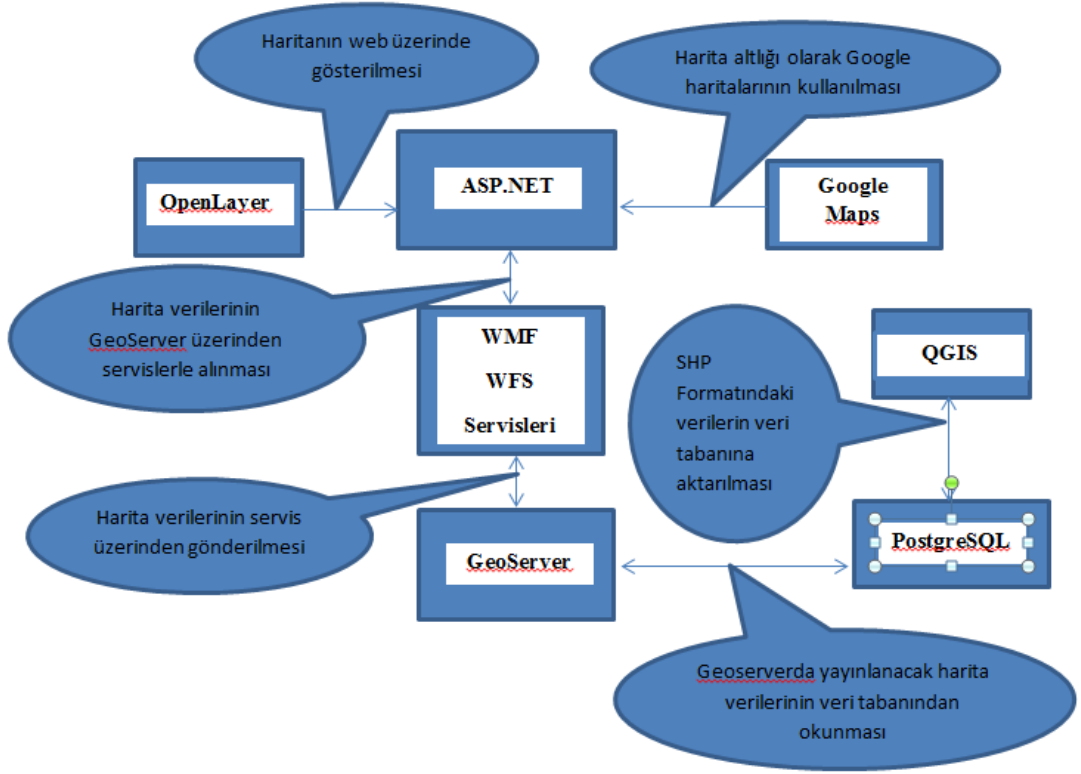 Haritanın web üzerinde
gösterilmesi
Harita altlığı olarak Google
haritalarının kullanılması
OpenLayer
ASP.NET
Google
Maps
Harita verilerinin
GeoServer üzerinden
servislerle alınması
WMF
WFS
Servisleri
SHP
Formatındaki
verilerin veri
tabanına
aktarılması
QGIS
Harita verilerinin servis
üzerinden gönderilmesi
GeoServer
PostgreSQL
Geoserverda yayınlanacak harita
verilerinin veri tabanından
okunması